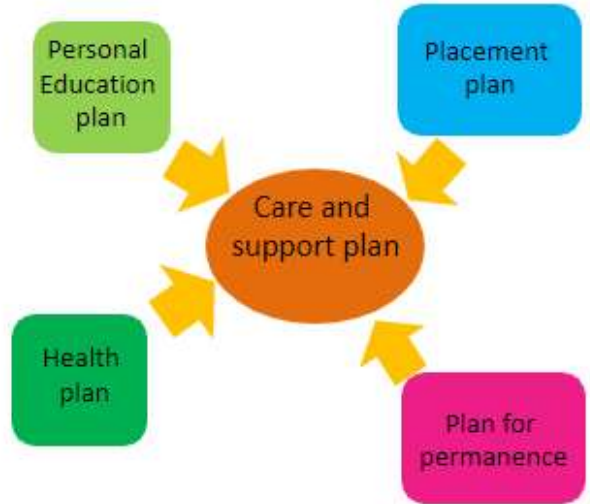 Personal
Education
plan
Placement
plan
Care and
support plan
Health
plan
Plan for
permanence